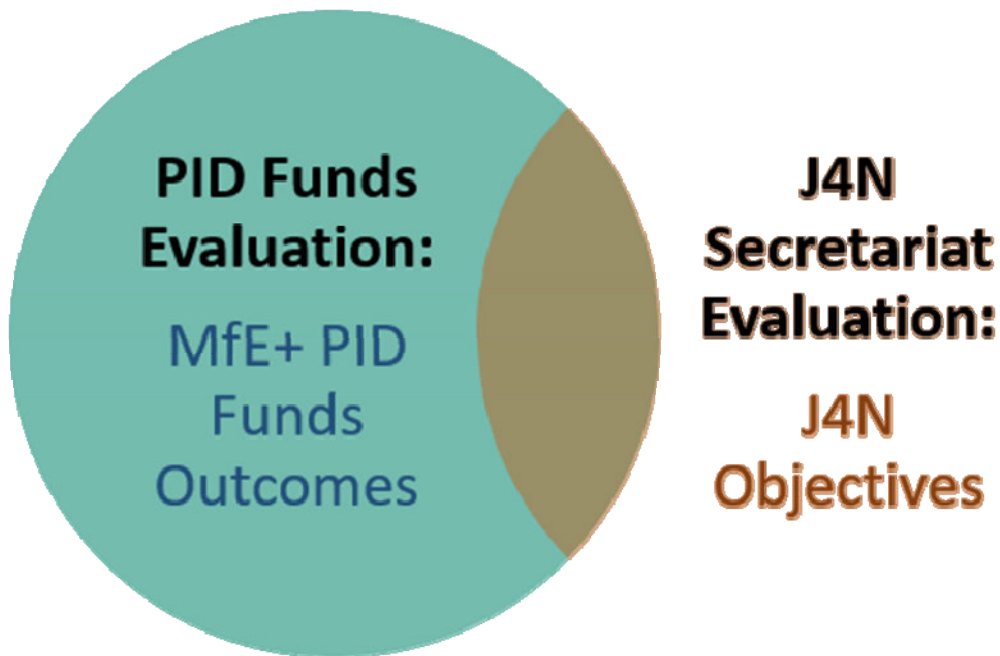 PID Funds
Evaluation:
MfE+ PID
Funds
Outcomes
J4N
Secretariat
Evaluation:
J4N
Objectives